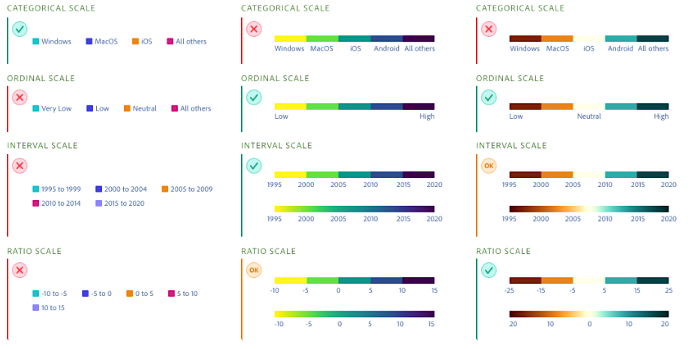 CATEGORICAL SCALE
Windows MacOS iOS All others
ORDINAL SCALE
Very Low Low Neutral All others
INTERVAL SCALE
1995 to 1999 2000 to 2004 2005 to 2009
2010 to 2014 2015 to 2020
RATIO SCALE
-10 to -5 -5 to 0 0 to 5 5 to 10
10 to 15
CATEGORICAL SCALE
Windows MacOS iOS Android All others
ORDINAL SCALE
Low High
INTERVAL SCALE
1995 2000 2005 2010 2015 2020
1995 2000 2005 2010 2015 2020
RATIO SCALE
OK
-10 -5 0 5 10 15
-10 -5 0 5 10 15
CATEGORICAL SCALE
Windows MacOS iOS Android All others
ORDINAL SCALE
Low Neutral High
INTERVAL SCALE
OK
1995 2000 2005 2010 2015 2020
1995 2000 2005 2010 2015 2020
RATIO SCALE
-25 -15 -5 5 15 25
20 10 0 10 20